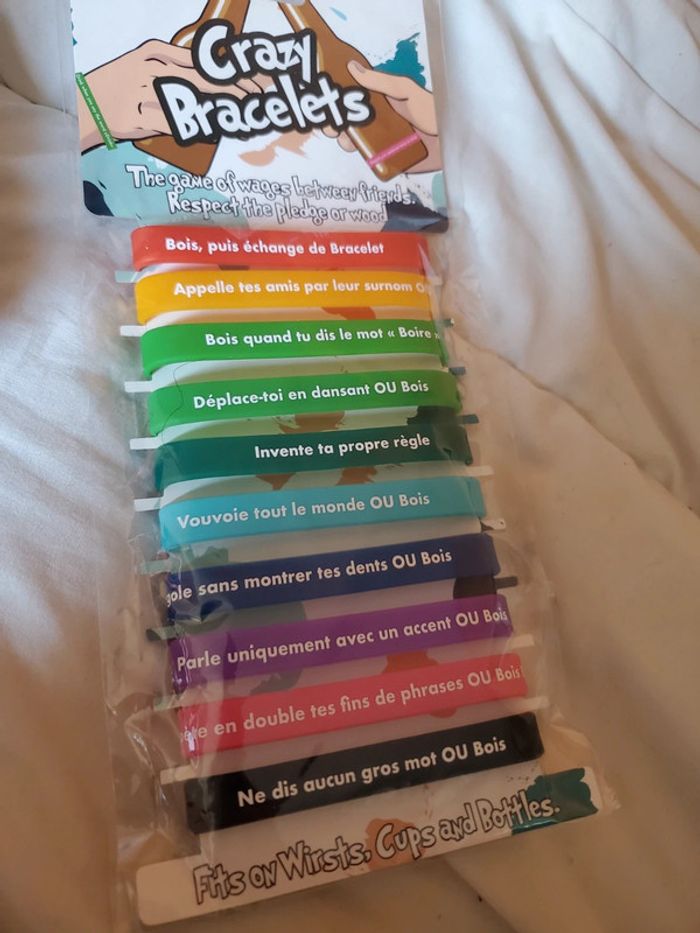 Crazy
Bracelets
The game of wages between friends.
Respect the pledge or wood
Bois, puis échange de Bracelet
Appelle tes amis par leur surnom
Bois quand tu dis le mot « Boire »
Déplace-toi en dansant OU Bois
Invente ta propre règle
Vouvoie tout le monde OU Bois
sans montrer tes dents OU Bois
Parle uniquement avec un accent OU Bois
en double tes fins de phrases OU Bois
Ne dis aucun gros mot OU Bois
Fits on Wirsts, Cups and Bottles.